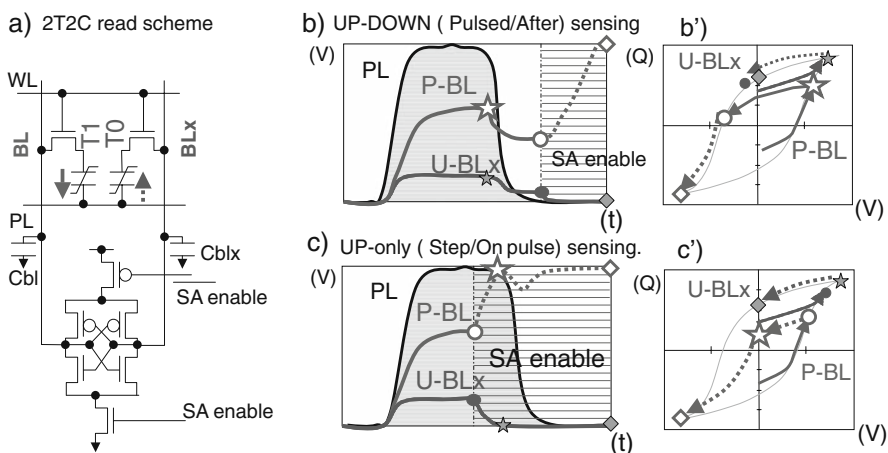 a) 2T2C read scheme
WL
BL
T1
T0
BLx
PL
Cbl
Cblx
SA enable
SA enable
b) UP-DOWN ( Pulsed/After) sensing
(V)
PL
P-BL
U-BLx
SA enable
(t)
b')
(Q)
U-BLx
P-BL
(V)
c) UP-only ( Step/On pulse) sensing.
(V)
PL
P-BL
U-BLx
SA enable
(t)
c')
(Q)
U-BLx
P-BL
(V)